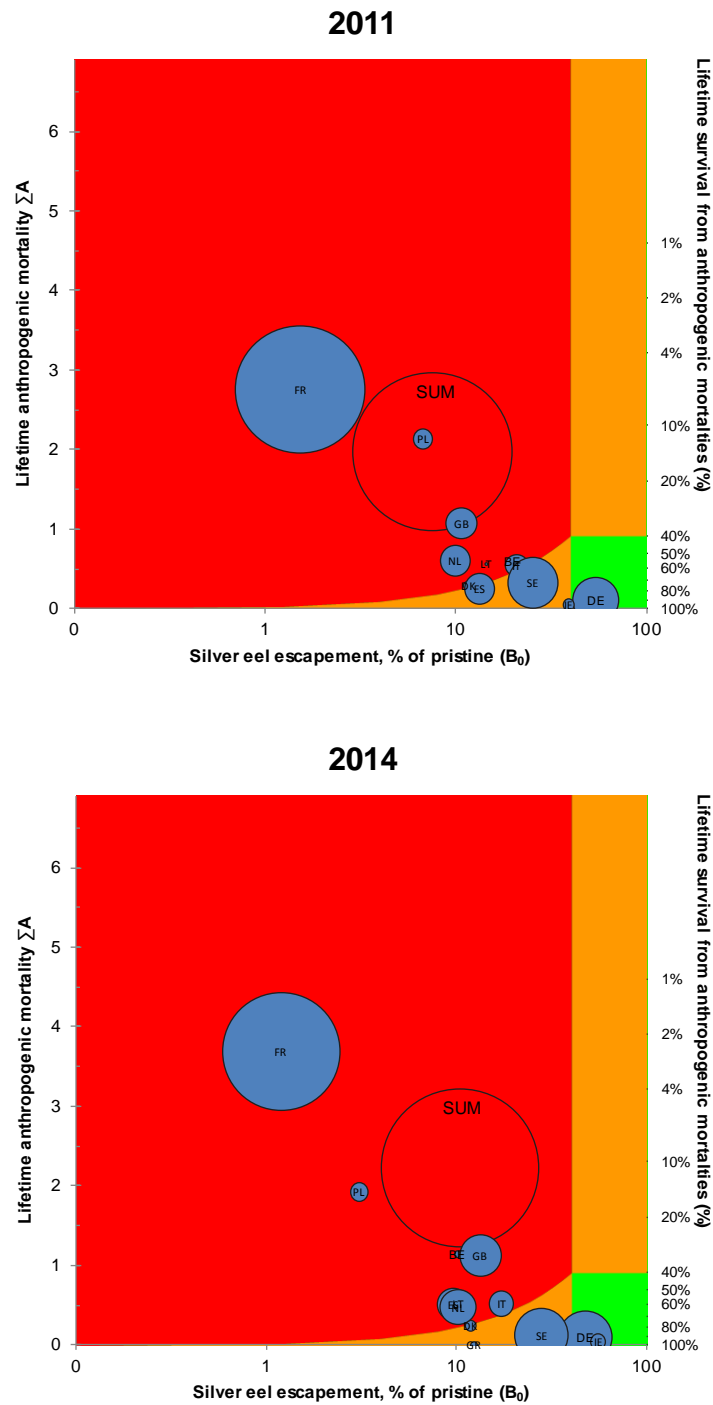 2011
Lifetime anthropogenic mortality ∑A
6
5
4
3
2
1
0
FR
SUM
PL
GB
NL
BE
DK
ES
SE
IE
DE
1%
2%
4%
10%
20%
40%
50%
60%
80%
100%
Lifetime survival from anthropogenic mortalties (%)
0
1
10
100
Silver eel escapement, % of pristine (B₀)
2014
Lifetime anthropogenic mortality ∑A
6
5
4
3
2
1
0
FR
SUM
PL
GB
NL
IT
DK
GR
SE
DE
IE
1%
2%
4%
10%
20%
40%
50%
60%
80%
100%
Lifetime survival from anthropogenic mortalties (%)
0
1
10
100
Silver eel escapement, % of pristine (B₀)